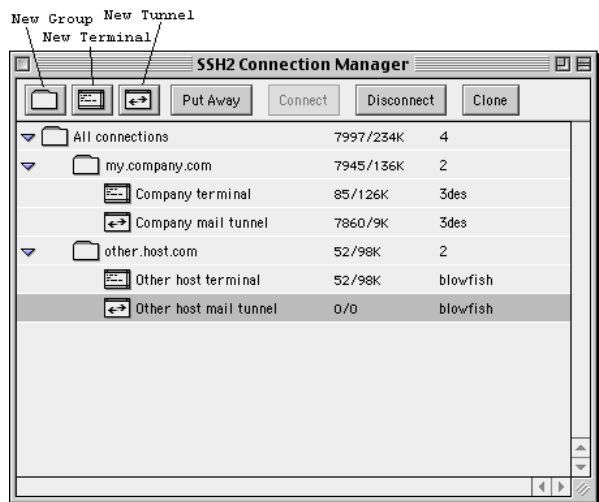 New Group New Tunnel
New Terminal
SSH2 Connection Manager
Put Away Connect Disconnect Clone
All connections 7997/234K 4
my.company.com 7945/136K 2
Company terminal 85/126K 3des
Company mail tunnel 7860/9K 3des
other.host.com 52/98K 2
Other host terminal 52/98K blowfish
Other host mail tunnel 0/0 blowfish